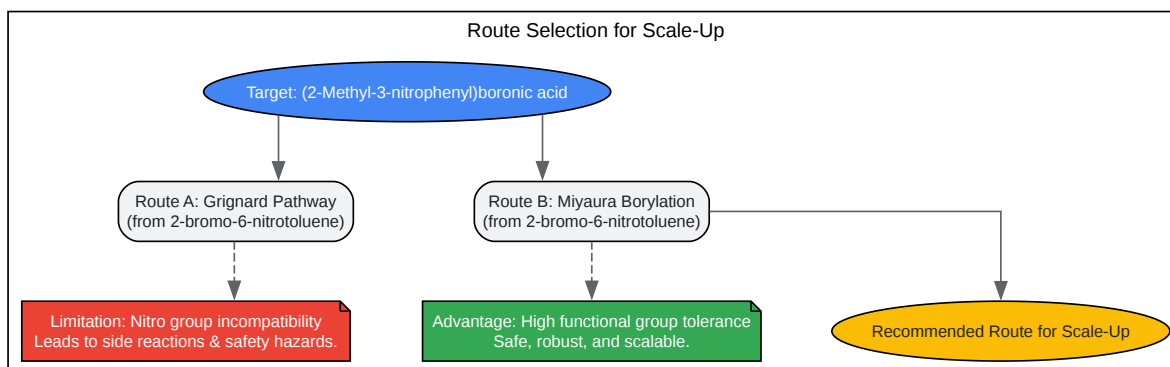 Route Selection for Scale-Up
Target: (2-Methyl-3-nitrophenyl)boronic acid
Route A: Grignard Pathway
(from 2-bromo-6-nitrotoluene)
Route B: Miyaura Borylation
(from 2-bromo-6-nitrotoluene)
Limitation: Nitro group incompatibility
Leads to side reactions & safety hazards.
Advantage: High functional group tolerance
Safe, robust, and scalable.
Recommended Route for Scale-Up